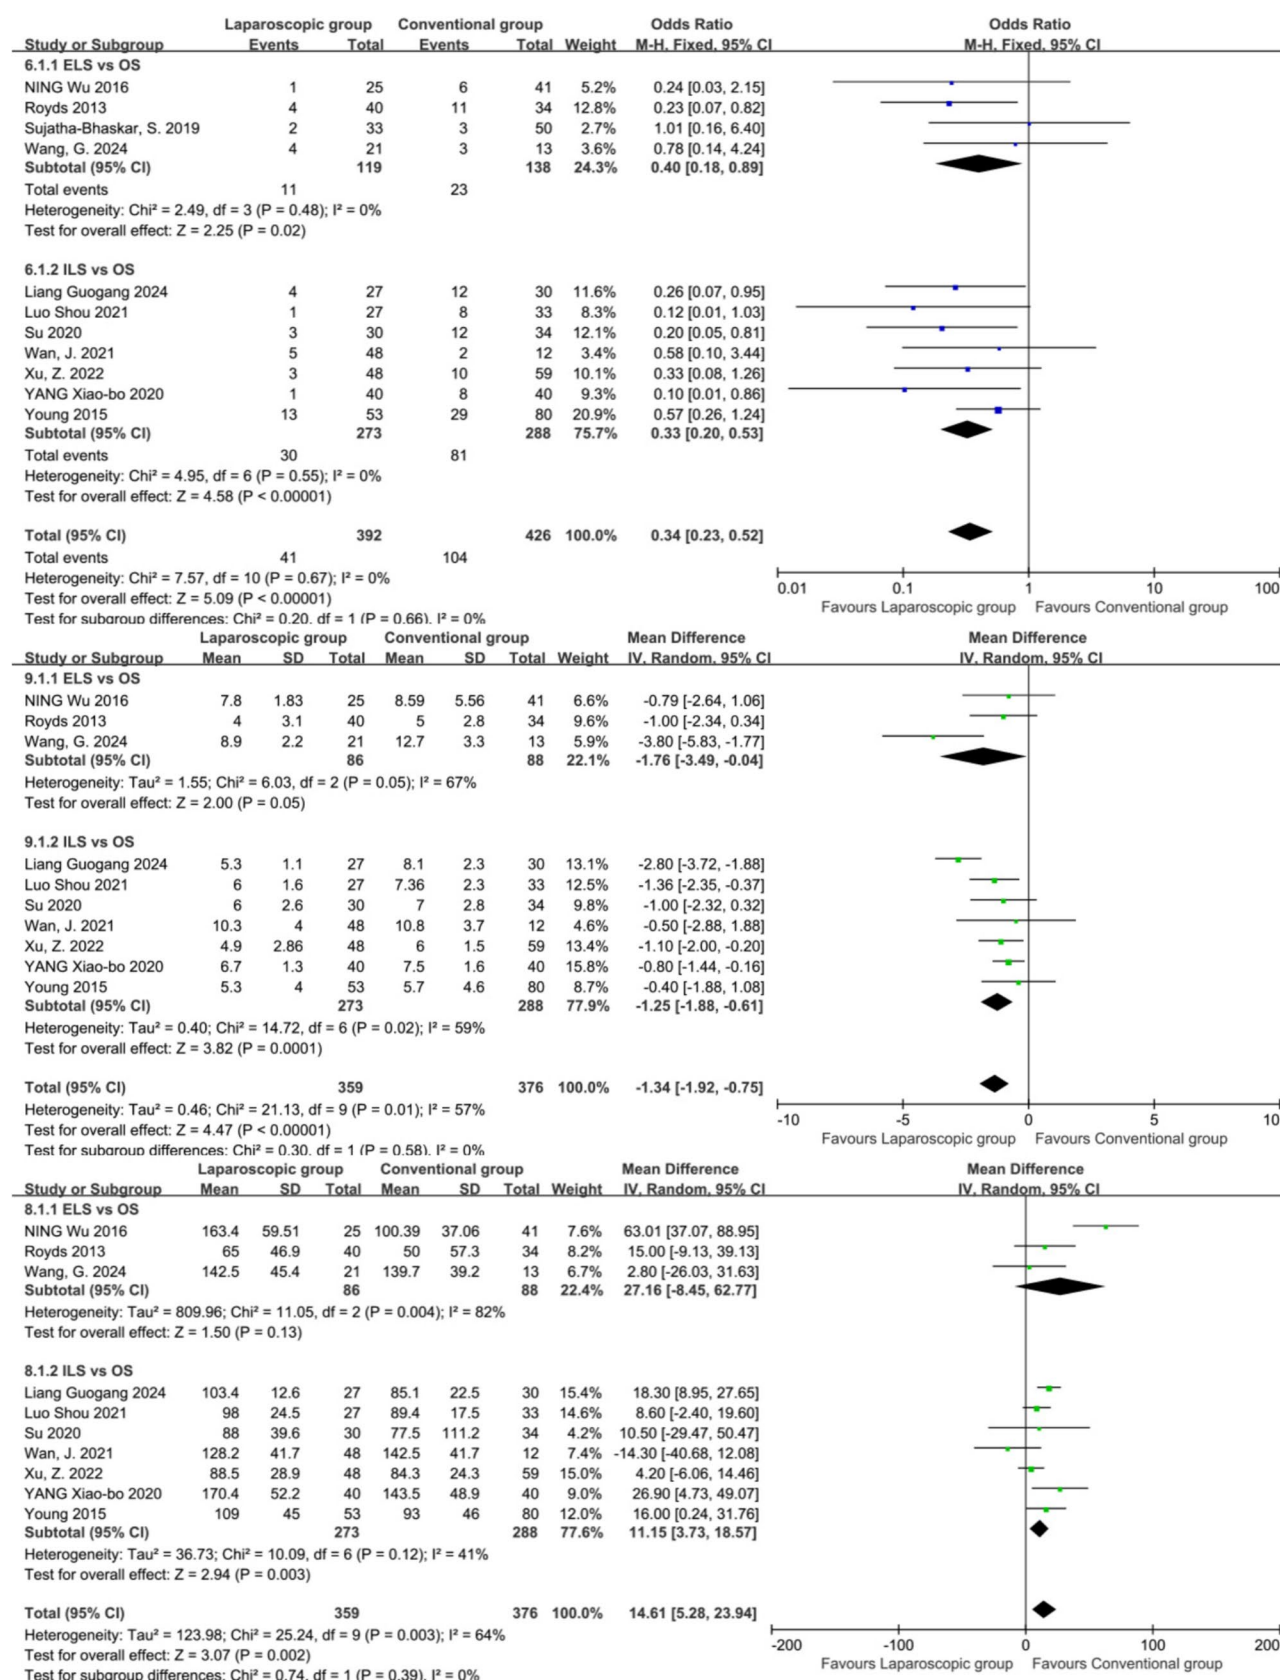 Laparoscopic group Conventional group Odds Ratio Odds Ratio
Study or Subgroup Events Total Events Total Weight M-H, Fixed, 95% CI M-H, Fixed, 95% CI
6.1.1 ELS vs OS
NING Wu 2016 1 25 6 41 5.2% 0.24 [0.03, 2.15]
Royds 2013 4 40 11 34 12.8% 0.23 [0.07, 0.82]
Sujatha-Bhaskar, S. 2019 2 33 3 50 2.7% 1.01 [0.16, 6.40]
Wang, G. 2024 4 21 3 13 3.6% 0.78 [0.14, 4.24]
Subtotal (95% CI) 119 138 24.3% 0.40 [0.18, 0.89]
Total events 11 23
Heterogeneity: Chi² = 2.49, df = 3 (P = 0.48); I² = 0%
Test for overall effect: Z = 2.25 (P = 0.02)
6.1.2 ILS vs OS
Liang Guogang 2024 4 27 12 30 11.6% 0.26 [0.07, 0.95]
Luo Shou 2021 1 27 8 33 8.3% 0.12 [0.01, 1.03]
Su 2020 3 30 12 34 12.1% 0.20 [0.05, 0.81]
Wan, J. 2021 5 48 2 12 3.4% 0.58 [0.10, 3.44]
Xu, Z. 2022 3 48 10 59 10.1% 0.33 [0.08, 1.26]
YANG Xiao-bo 2020 1 40 8 40 9.3% 0.10 [0.01, 0.86]
Young 2015 13 53 29 80 20.9% 0.57 [0.26, 1.24]
Subtotal (95% CI) 273 288 75.7% 0.33 [0.20, 0.53]
Total events 30 81
Heterogeneity: Chi² = 4.95, df = 6 (P = 0.55); I² = 0%
Test for overall effect: Z = 4.58 (P < 0.00001)
Total (95% CI) 392 426 100.0% 0.34 [0.23, 0.52]
Total events 41 104
Heterogeneity: Chi² = 7.57, df = 10 (P = 0.67); I² = 0%
Test for overall effect: Z = 5.09 (P < 0.00001)
Test for subgroup differences: Chi² = 0.20, df = 1 (P = 0.66), I² = 0%
0.01 0.1 1 10 100
Favours Laparoscopic group Favours Conventional group
Laparoscopic group Conventional group Mean Difference Mean Difference
Study or Subgroup Mean SD Total Mean SD Total Weight IV, Random, 95% CI IV, Random, 95% CI
9.1.1 ELS vs OS
NING Wu 2016 7.8 1.83 25 8.59 5.56 41 6.6% -0.79 [-2.64, 1.06]
Royds 2013 4 3.1 40 5 2.8 34 9.6% -1.00 [-2.34, 0.34]
Wang, G. 2024 8.9 2.2 21 12.7 3.3 13 5.9% -3.80 [-5.83, -1.77]
Subtotal (95% CI) 86 88 22.1% -1.76 [-3.49, -0.04]
Heterogeneity: Tau² = 1.55; Chi² = 6.03, df = 2 (P = 0.05); I² = 67%
Test for overall effect: Z = 2.00 (P = 0.05)
9.1.2 ILS vs OS
Liang Guogang 2024 5.3 1.1 27 8.1 2.3 30 13.1% -2.80 [-3.72, -1.88]
Luo Shou 2021 6 1.6 27 7.36 2.3 33 12.5% -1.36 [-2.35, -0.37]
Su 2020 6 2.6 30 7 2.8 34 9.8% -1.00 [-2.32, 0.32]
Wan, J. 2021 10.3 4 48 10.8 3.7 12 4.6% -0.50 [-2.88, 1.88]
Xu, Z. 2022 4.9 2.86 48 6 1.5 59 13.4% -1.10 [-2.00, -0.20]
YANG Xiao-bo 2020 6.7 1.3 40 7.5 1.6 40 15.8% -0.80 [-1.44, -0.16]
Young 2015 5.3 4 53 5.7 4.6 80 8.7% -0.40 [-1.88, 1.08]
Subtotal (95% CI) 273 288 77.9% -1.25 [-1.88, -0.61]
Heterogeneity: Tau² = 0.40; Chi² = 14.72, df = 6 (P = 0.02); I² = 59%
Test for overall effect: Z = 3.82 (P = 0.0001)
Total (95% CI) 359 376 100.0% -1.34 [-1.92, -0.75]
Heterogeneity: Tau² = 0.46; Chi² = 21.13, df = 9 (P = 0.01); I² = 57%
Test for overall effect: Z = 4.47 (P < 0.00001)
Test for subgroup differences: Chi² = 0.30, df = 1 (P = 0.58), I² = 0%
-10 -5 0 5 10
Favours Laparoscopic group Favours Conventional group
Laparoscopic group Conventional group Mean Difference Mean Difference
Study or Subgroup Mean SD Total Mean SD Total Weight IV, Random, 95% CI IV, Random, 95% CI
8.1.1 ELS vs OS
NING Wu 2016 163.4 59.51 25 100.39 37.06 41 7.6% 63.01 [37.07, 88.95]
Royds 2013 65 46.9 40 50 57.3 34 8.2% 15.00 [-9.13, 39.13]
Wang, G. 2024 142.5 45.4 21 139.7 39.2 13 6.7% 2.80 [-26.03, 31.63]
Subtotal (95% CI) 86 88 22.4% 27.16 [-8.45, 62.77]
Heterogeneity: Tau² = 809.96; Chi² = 11.05, df = 2 (P = 0.004); I² = 82%
Test for overall effect: Z = 1.50 (P = 0.13)
8.1.2 ILS vs OS
Liang Guogang 2024 103.4 12.6 27 85.1 22.5 30 15.4% 18.30 [8.95, 27.65]
Luo Shou 2021 98 24.5 27 89.4 17.5 33 14.6% 8.60 [-2.40, 19.60]
Su 2020 88 39.6 30 77.5 111.2 34 4.2% 10.50 [-29.47, 50.47]
Wan, J. 2021 128.2 41.7 48 142.5 41.7 12 7.4% -14.30 [-40.68, 12.08]
Xu, Z. 2022 88.5 28.9 48 84.3 24.3 59 15.0% 4.20 [-6.06, 14.46]
YANG Xiao-bo 2020 170.4 52.2 40 143.5 48.9 40 9.0% 26.90 [4.73, 49.07]
Young 2015 109 45 53 93 46 80 12.0% 16.00 [0.24, 31.76]
Subtotal (95% CI) 273 288 77.6% 11.15 [3.73, 18.57]
Heterogeneity: Tau² = 36.73; Chi² = 10.09, df = 6 (P = 0.12); I² = 41%
Test for overall effect: Z = 2.94 (P = 0.003)
Total (95% CI) 359 376 100.0% 14.61 [5.28, 23.94]
Heterogeneity: Tau² = 123.98; Chi² = 25.24, df = 9 (P = 0.003); I² = 64%
Test for overall effect: Z = 3.07 (P = 0.002)
Test for subgroup differences: Chi² = 0.74, df = 1 (P = 0.39), I² = 0%
-200 -100 0 100 200
Favours Laparoscopic group Favours Conventional group